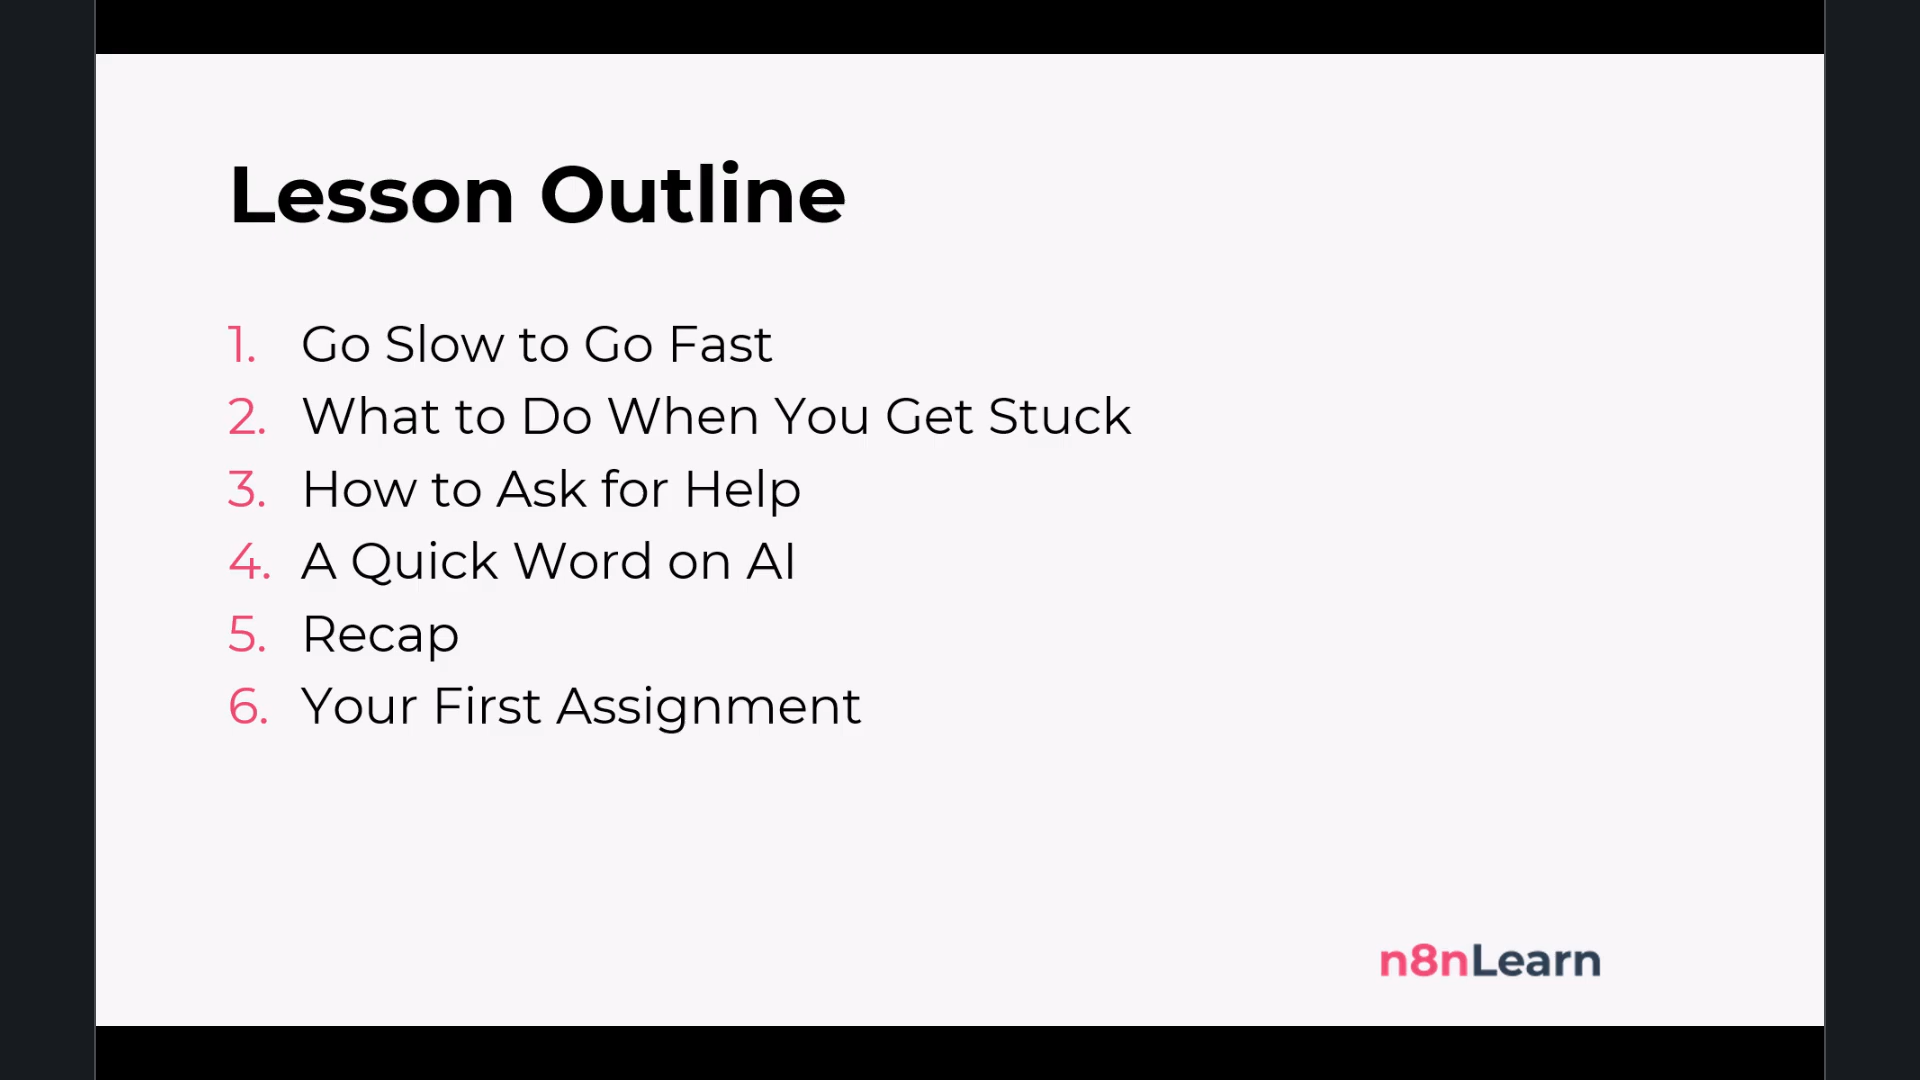 Lesson Outline
1. Go Slow to Go Fast
2. What to Do When You Get Stuck
3. How to Ask for Help
4. A Quick Word on AI
5. Recap
6. Your First Assignment
n8nLearn